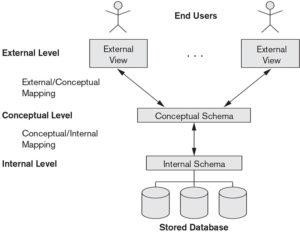 End Users
External Level
External
View
. . .
External
View
External/Conceptual
Mapping
Conceptual Level
Conceptual Schema
Conceptual/Internal
Mapping
Internal Level
Internal Schema
Stored Database